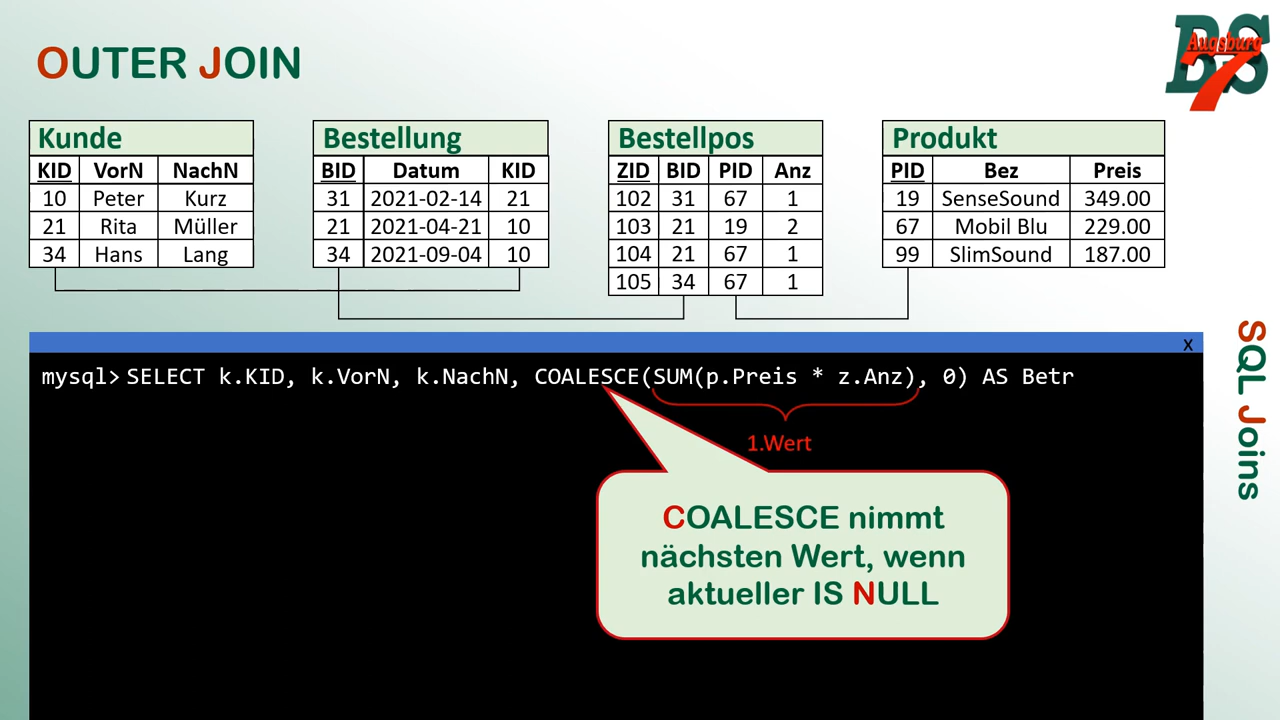 OUTER JOIN
BS Augsburg 7
Kunde
KID VorN NachN
10 Peter Kurz
21 Rita Müller
34 Hans Lang
Bestellung
BID Datum KID
31 2021-02-14 21
21 2021-04-21 10
34 2021-09-04 10
Bestellpos
ZID BID PID Anz
102 31 67 1
103 21 19 2
104 21 67 1
105 34 67 1
Produkt
PID Bez Preis
19 SenseSound 349.00
67 Mobil Blu 229.00
99 SlimSound 187.00
SQL Joins
x
mysql> SELECT k.KID, k.VorN, k.NachN, COALESCE(SUM(p.Preis * z.Anz), 0) AS Betr
1.Wert
COALESCE nimmt
nächsten Wert, wenn
aktueller IS NULL